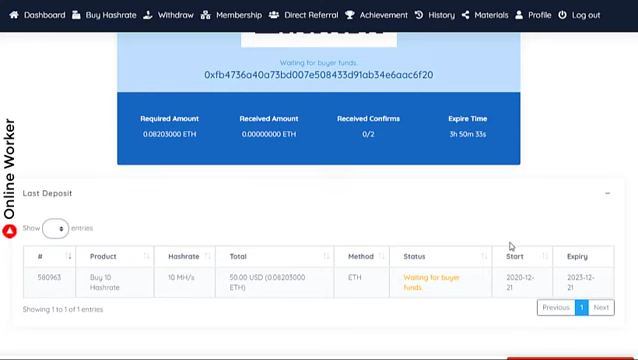 Dashboard Buy Hashrate Withdraw Membership Direct Referral Achievement History Materials Profile Log out
Waiting for buyer funds.
0xfb4736a40a73bd007e508433d91ab34e6aac6f20
Required Amount Received Amount Received Confirms Expire Time
0.08203000 ETH 0.00000000 ETH 0/2 3h 50m 33s
Online Worker
Last Deposit
Show entries
# Product Hashrate Total Method Status Start Expiry
580963 Buy 10 Hashrate 10 MH/s 50.00 USD (0.08203000 ETH) ETH Waiting for buyer funds. 2020-12-21 2023-12-21
Showing 1 to 1 of 1 entries
Previous 1 Next